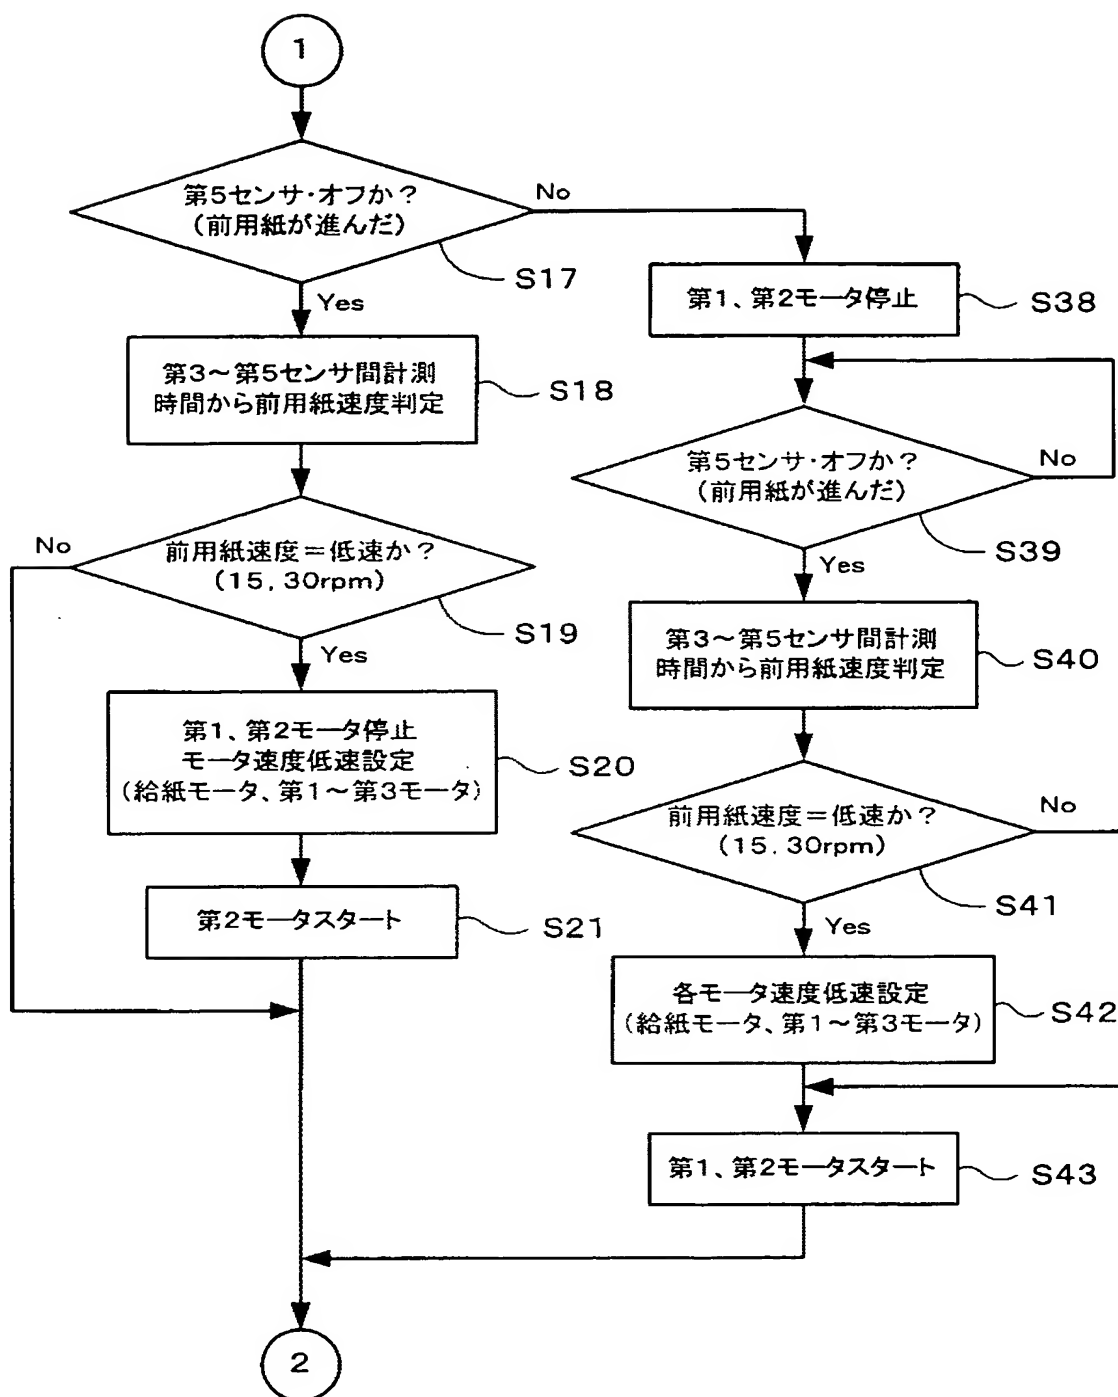 1
第5センサ・オフか?
(前用紙が進んだ)
No
S17
Yes
第3～第5センサ間計測
時間から前用紙速度判定
S18
前用紙速度＝低速か?
(15, 30rpm)
No
S19
Yes
第1、第2モータ停止
モータ速度低速設定
(給紙モータ、第1～第3モータ)
S20
第2モータスタート
S21
第1、第2モータ停止
S38
第5センサ・オフか?
(前用紙が進んだ)
No
S39
Yes
第3～第5センサ間計測
時間から前用紙速度判定
S40
前用紙速度＝低速か?
(15. 30rpm)
No
S41
Yes
各モータ速度低速設定
(給紙モータ、第1～第3モータ)
S42
第1、第2モータスタート
S43
2